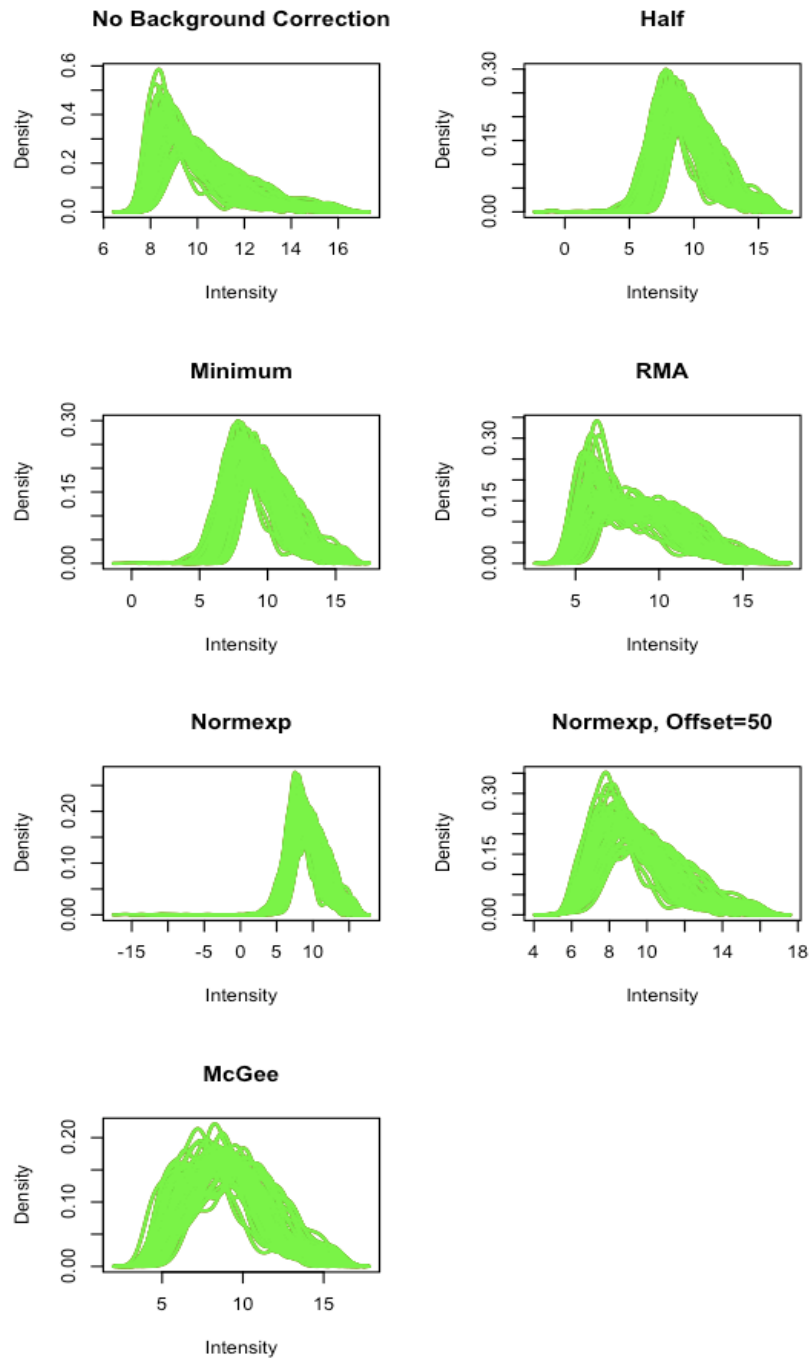 No Background Correction
Density
0.0 0.2 0.4 0.6
6 8 10 12 14 16
Intensity
Half
Density
0.00 0.15 0.30
0 5 10 15
Intensity
Minimum
Density
0.00 0.15 0.30
0 5 10 15
Intensity
RMA
Density
0.00 0.15 0.30
5 10 15
Intensity
Normexp
Density
0.00 0.10 0.20
-15 -5 0 5 10
Intensity
Normexp, Offset=50
Density
0.00 0.15 0.30
4 6 8 10 14 18
Intensity
McGee
Density
0.00 0.10 0.20
5 10 15
Intensity